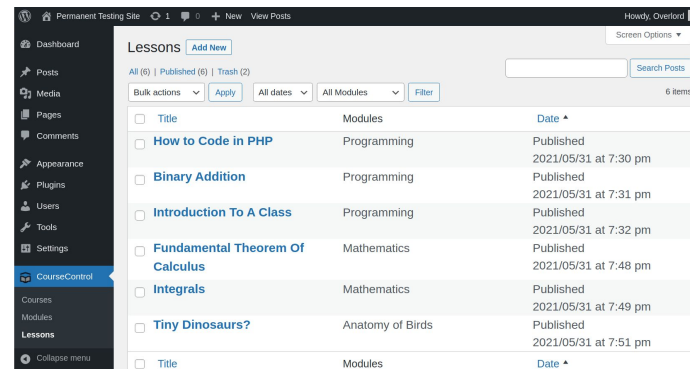 Permanent Testing Site 1 0 + New View Posts Howdy, Overlord
Screen Options ▼
Dashboard
Posts
Media
Pages
Comments
Appearance
Plugins
Users
Tools
Settings
CourseControl
Courses
Modules
Lessons
Collapse menu
Lessons Add New
All (6) | Published (6) | Trash (2)
Search Posts
Bulk actions Apply All dates All Modules Filter 6 items
Title Modules Date
How to Code in PHP Programming Published
2021/05/31 at 7:30 pm
Binary Addition Programming Published
2021/05/31 at 7:31 pm
Introduction To A Class Programming Published
2021/05/31 at 7:32 pm
Fundamental Theorem Of Mathematics Published
Calculus 2021/05/31 at 7:48 pm
Integrals Mathematics Published
2021/05/31 at 7:49 pm
Tiny Dinosaurs? Anatomy of Birds Published
2021/05/31 at 7:51 pm
Title Modules Date